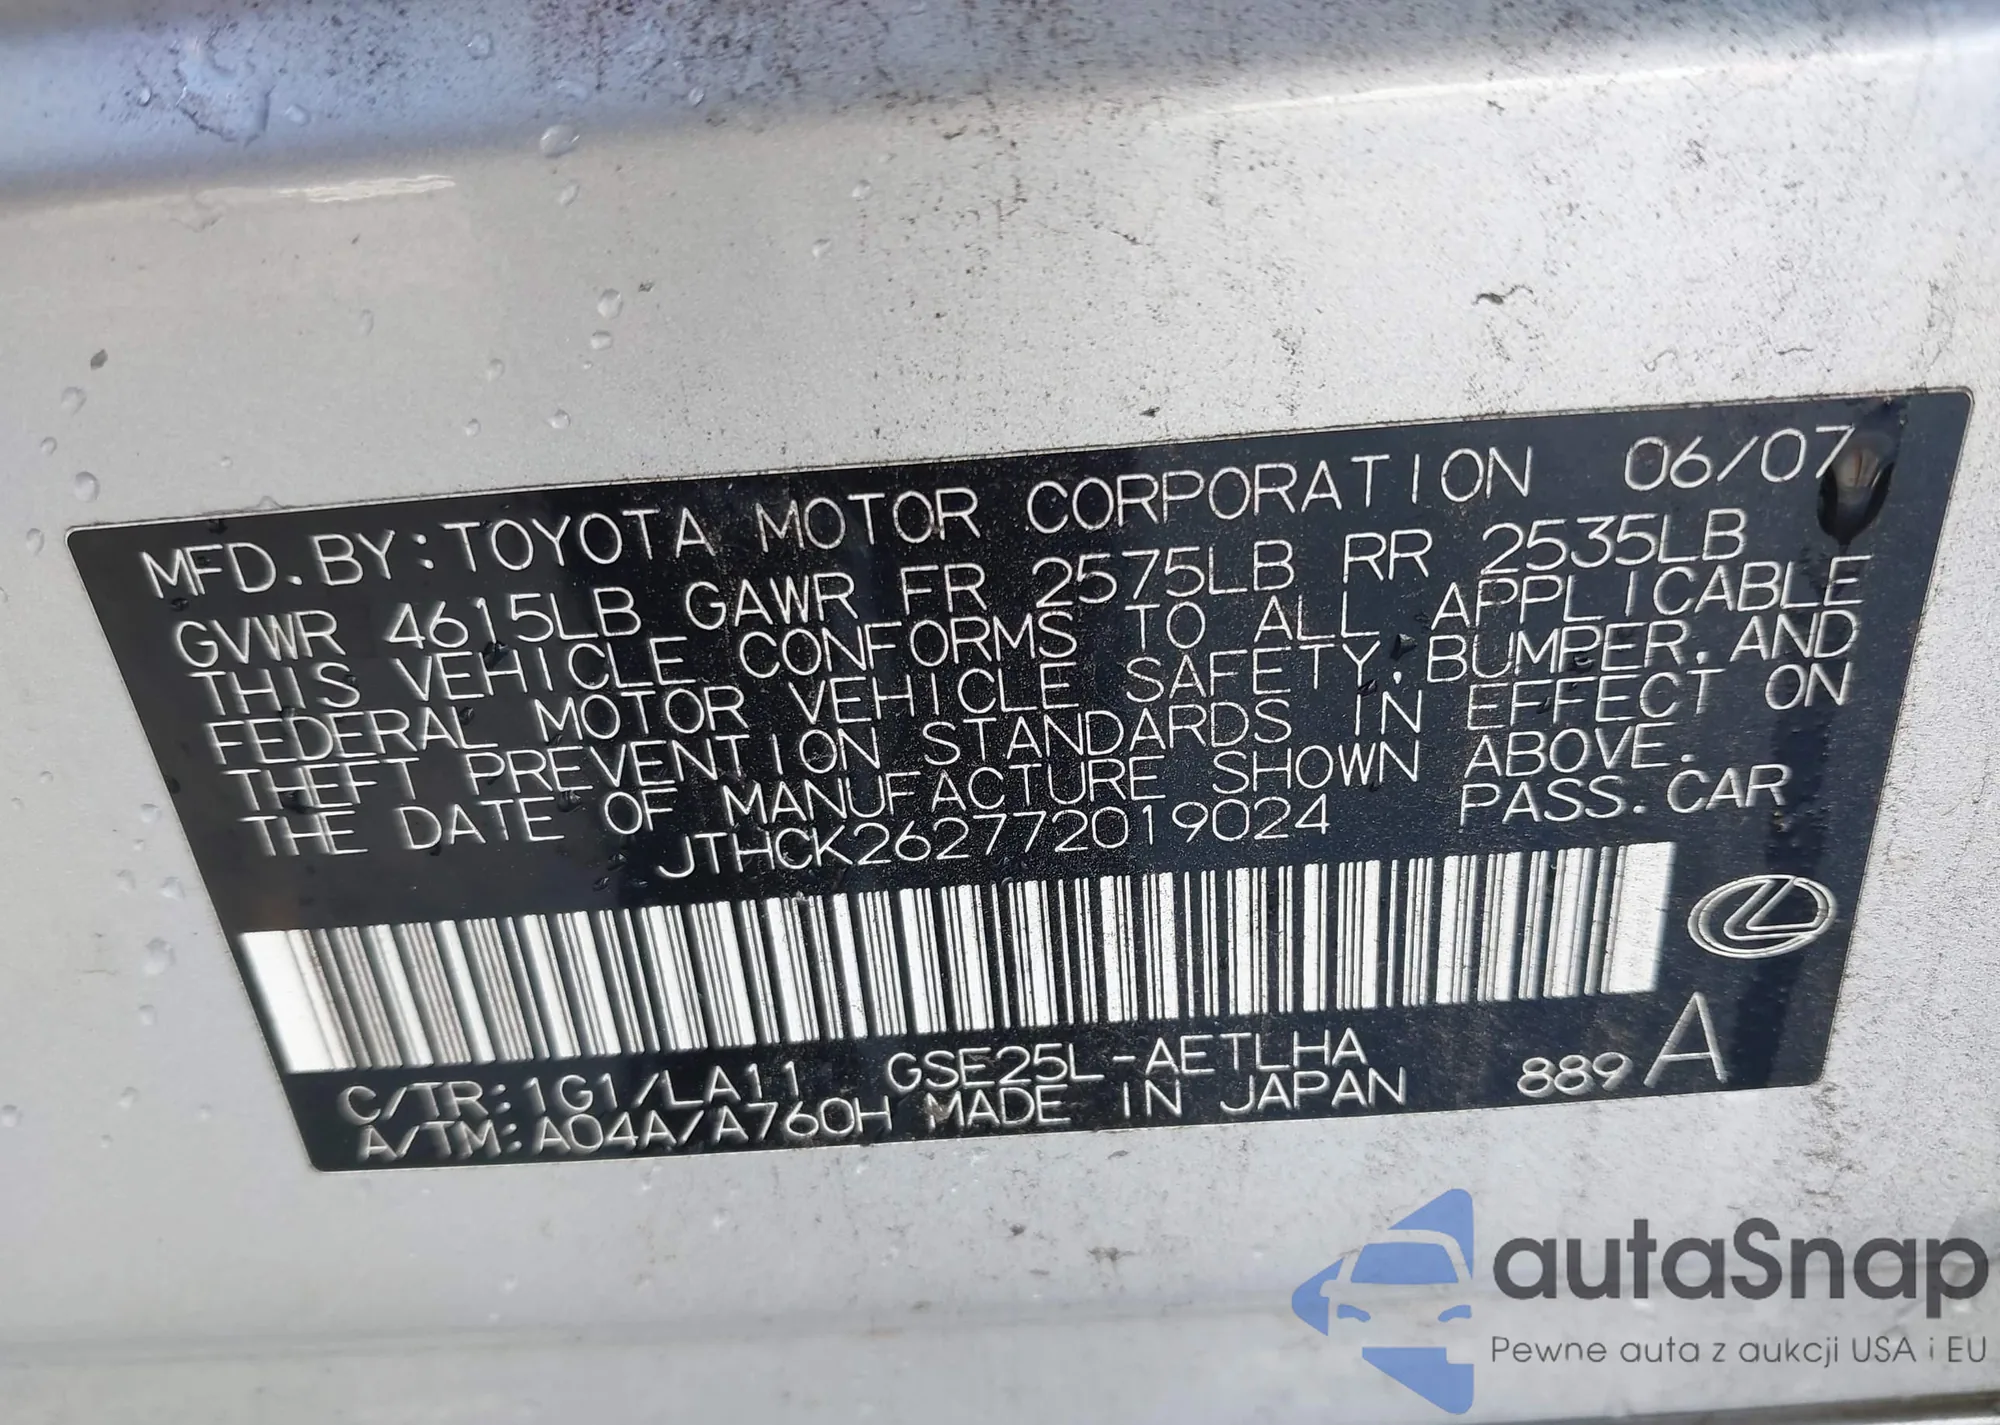 MFD. BY: TOYOTA MOTOR CORPORATION 06/07
GVWR 4615LB GAWR FR 2575LB RR 2535LB
THIS VEHICLE CONFORMS TO ALL APPLICABLE
FEDERAL MOTOR VEHICLE SAFETY, BUMPER, AND
THEFT PREVENTION STANDARDS IN EFFECT ON
THE DATE OF MANUFACTURE SHOWN ABOVE.
JTHCK262772019024 PASS. CAR
C/TR: 1G1/LA11 GSE25L-AETLHA
A/TM: A04A/A760H MADE IN JAPAN 889 A
autaSnap
Pewne auta z aukcji USA i EU